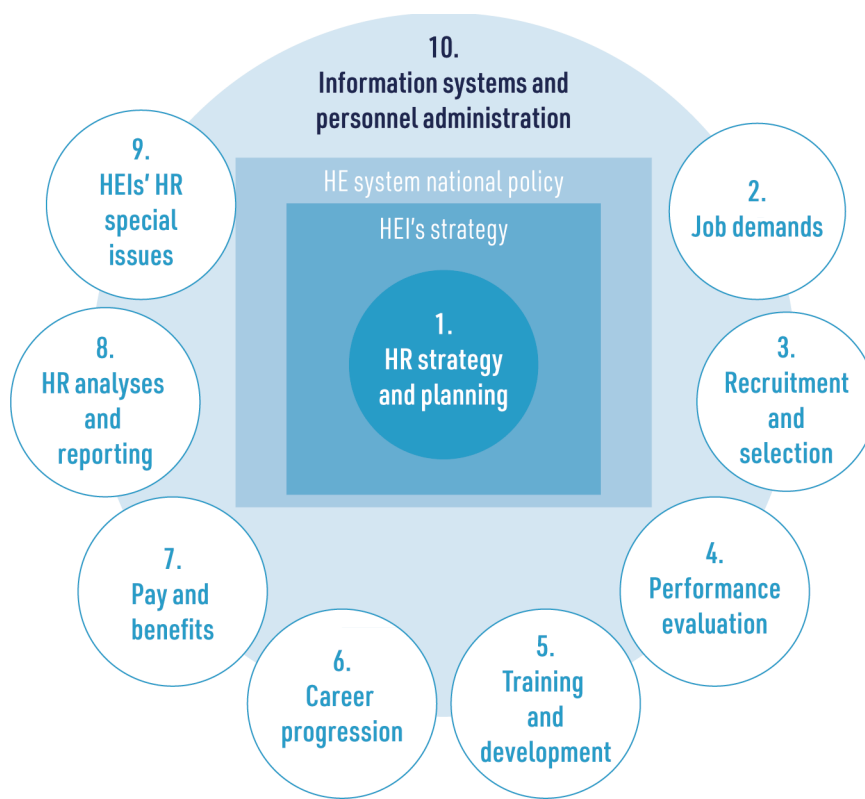 10.
Information systems and
personnel administration
HE system national policy
HEI's strategy
1.
HR strategy
and planning
2.
Job demands
3.
Recruitment
and
selection
4.
Performance
evaluation
5.
Training
and
development
6.
Career
progression
7.
Pay and
benefits
8.
HR analyses
and
reporting
9.
HEIs' HR
special
issues